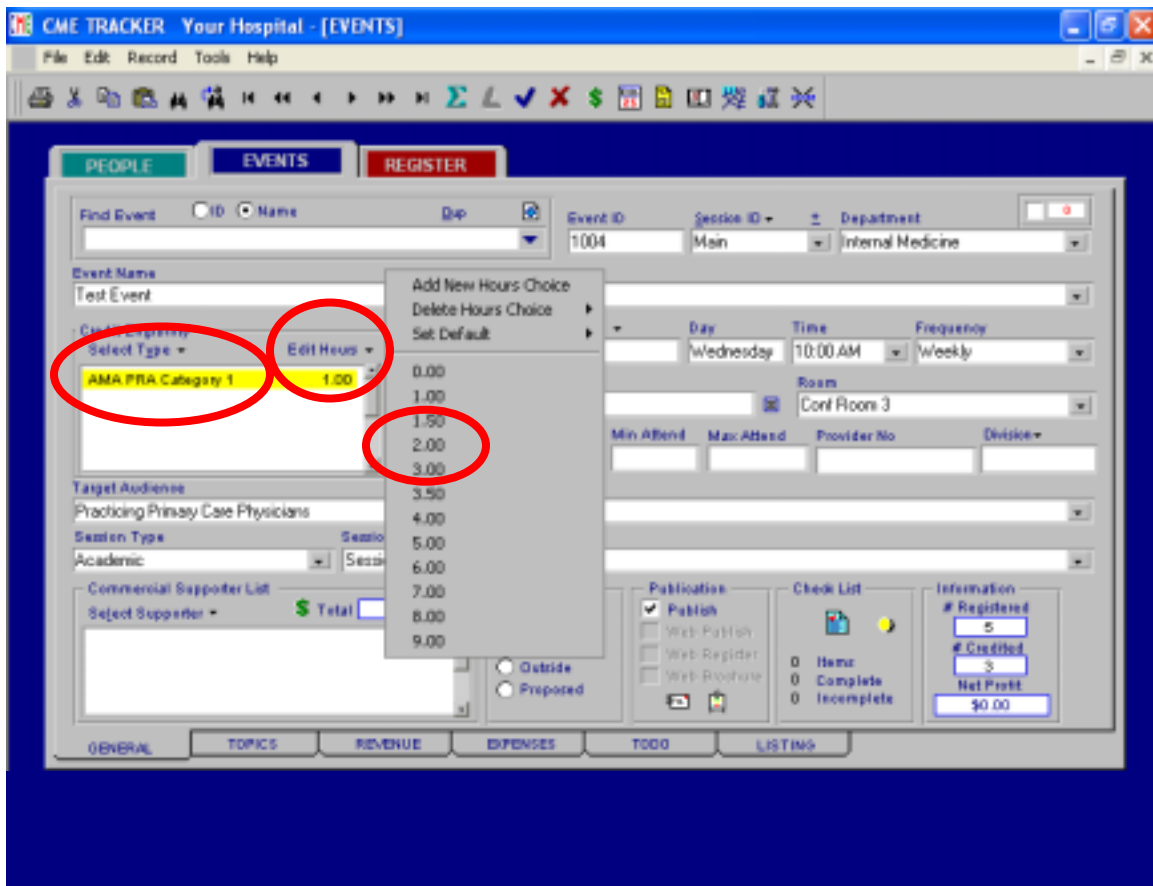 CME TRACKER Your Hospital - [EVENTS]
File Edit Record Tools Help
PEOPLE EVENTS REGISTER
Find Event ID Name
Event ID Session ID ± Department
1004 Main Internal Medicine
0
Event Name
Test Event
Add New Hours Choice
Delete Hours Choice
Set Default
0.00
1.00
1.50
2.00
3.00
3.50
4.00
5.00
6.00
7.00
8.00
9.00
Select Type Edit Hours
AMA PRA Category 1 1.00
Day Time Frequency
Wednesday 10:00 AM Weekly
Room
Conf Room 3
Min Attend Max Attend Provider No Division
Target Audience
Practicing Primary Care Physicians
Session Type
Academic
Commercial Supporter List
Select Supporter $ Total
Outside
Proposed
Publication
Publish
Web Publish
Web Register
Web Brochure
Check List
0 Items
0 Complete
0 Incomplete
Information
# Registered
5
# Credited
3
Net Profit
$0.00
GENERAL TOPICS REVENUE EXPENSES TODO LISTING